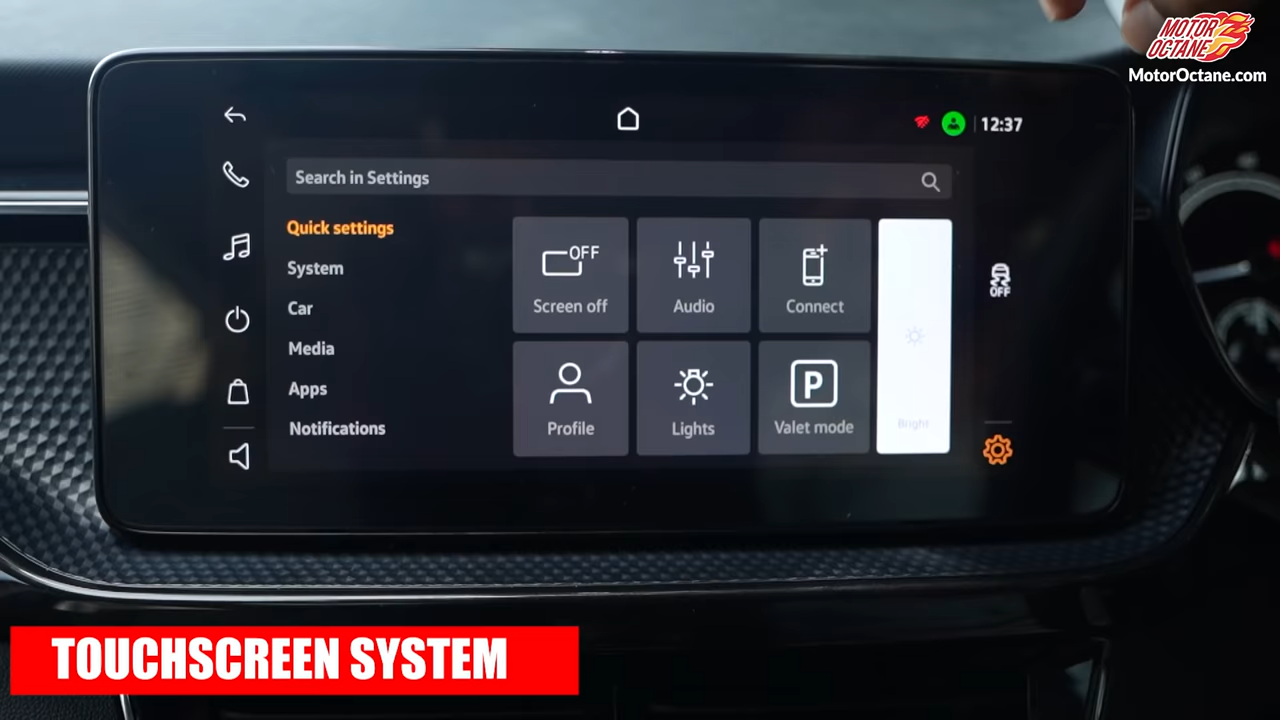 MOTOR
OCTANE
MotorOctane.com
12:37
Search in Settings
Quick settings
System
Car
Media
Apps
Notifications
OFF
Screen off
Audio
Connect
Profile
Lights
P
Valet mode
Bright
OFF
TOUCHSCREEN SYSTEM